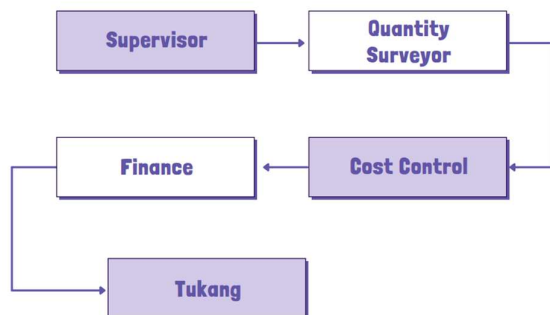 Supervisor
Quantity
Surveyor
Finance
Cost Control
Tukang